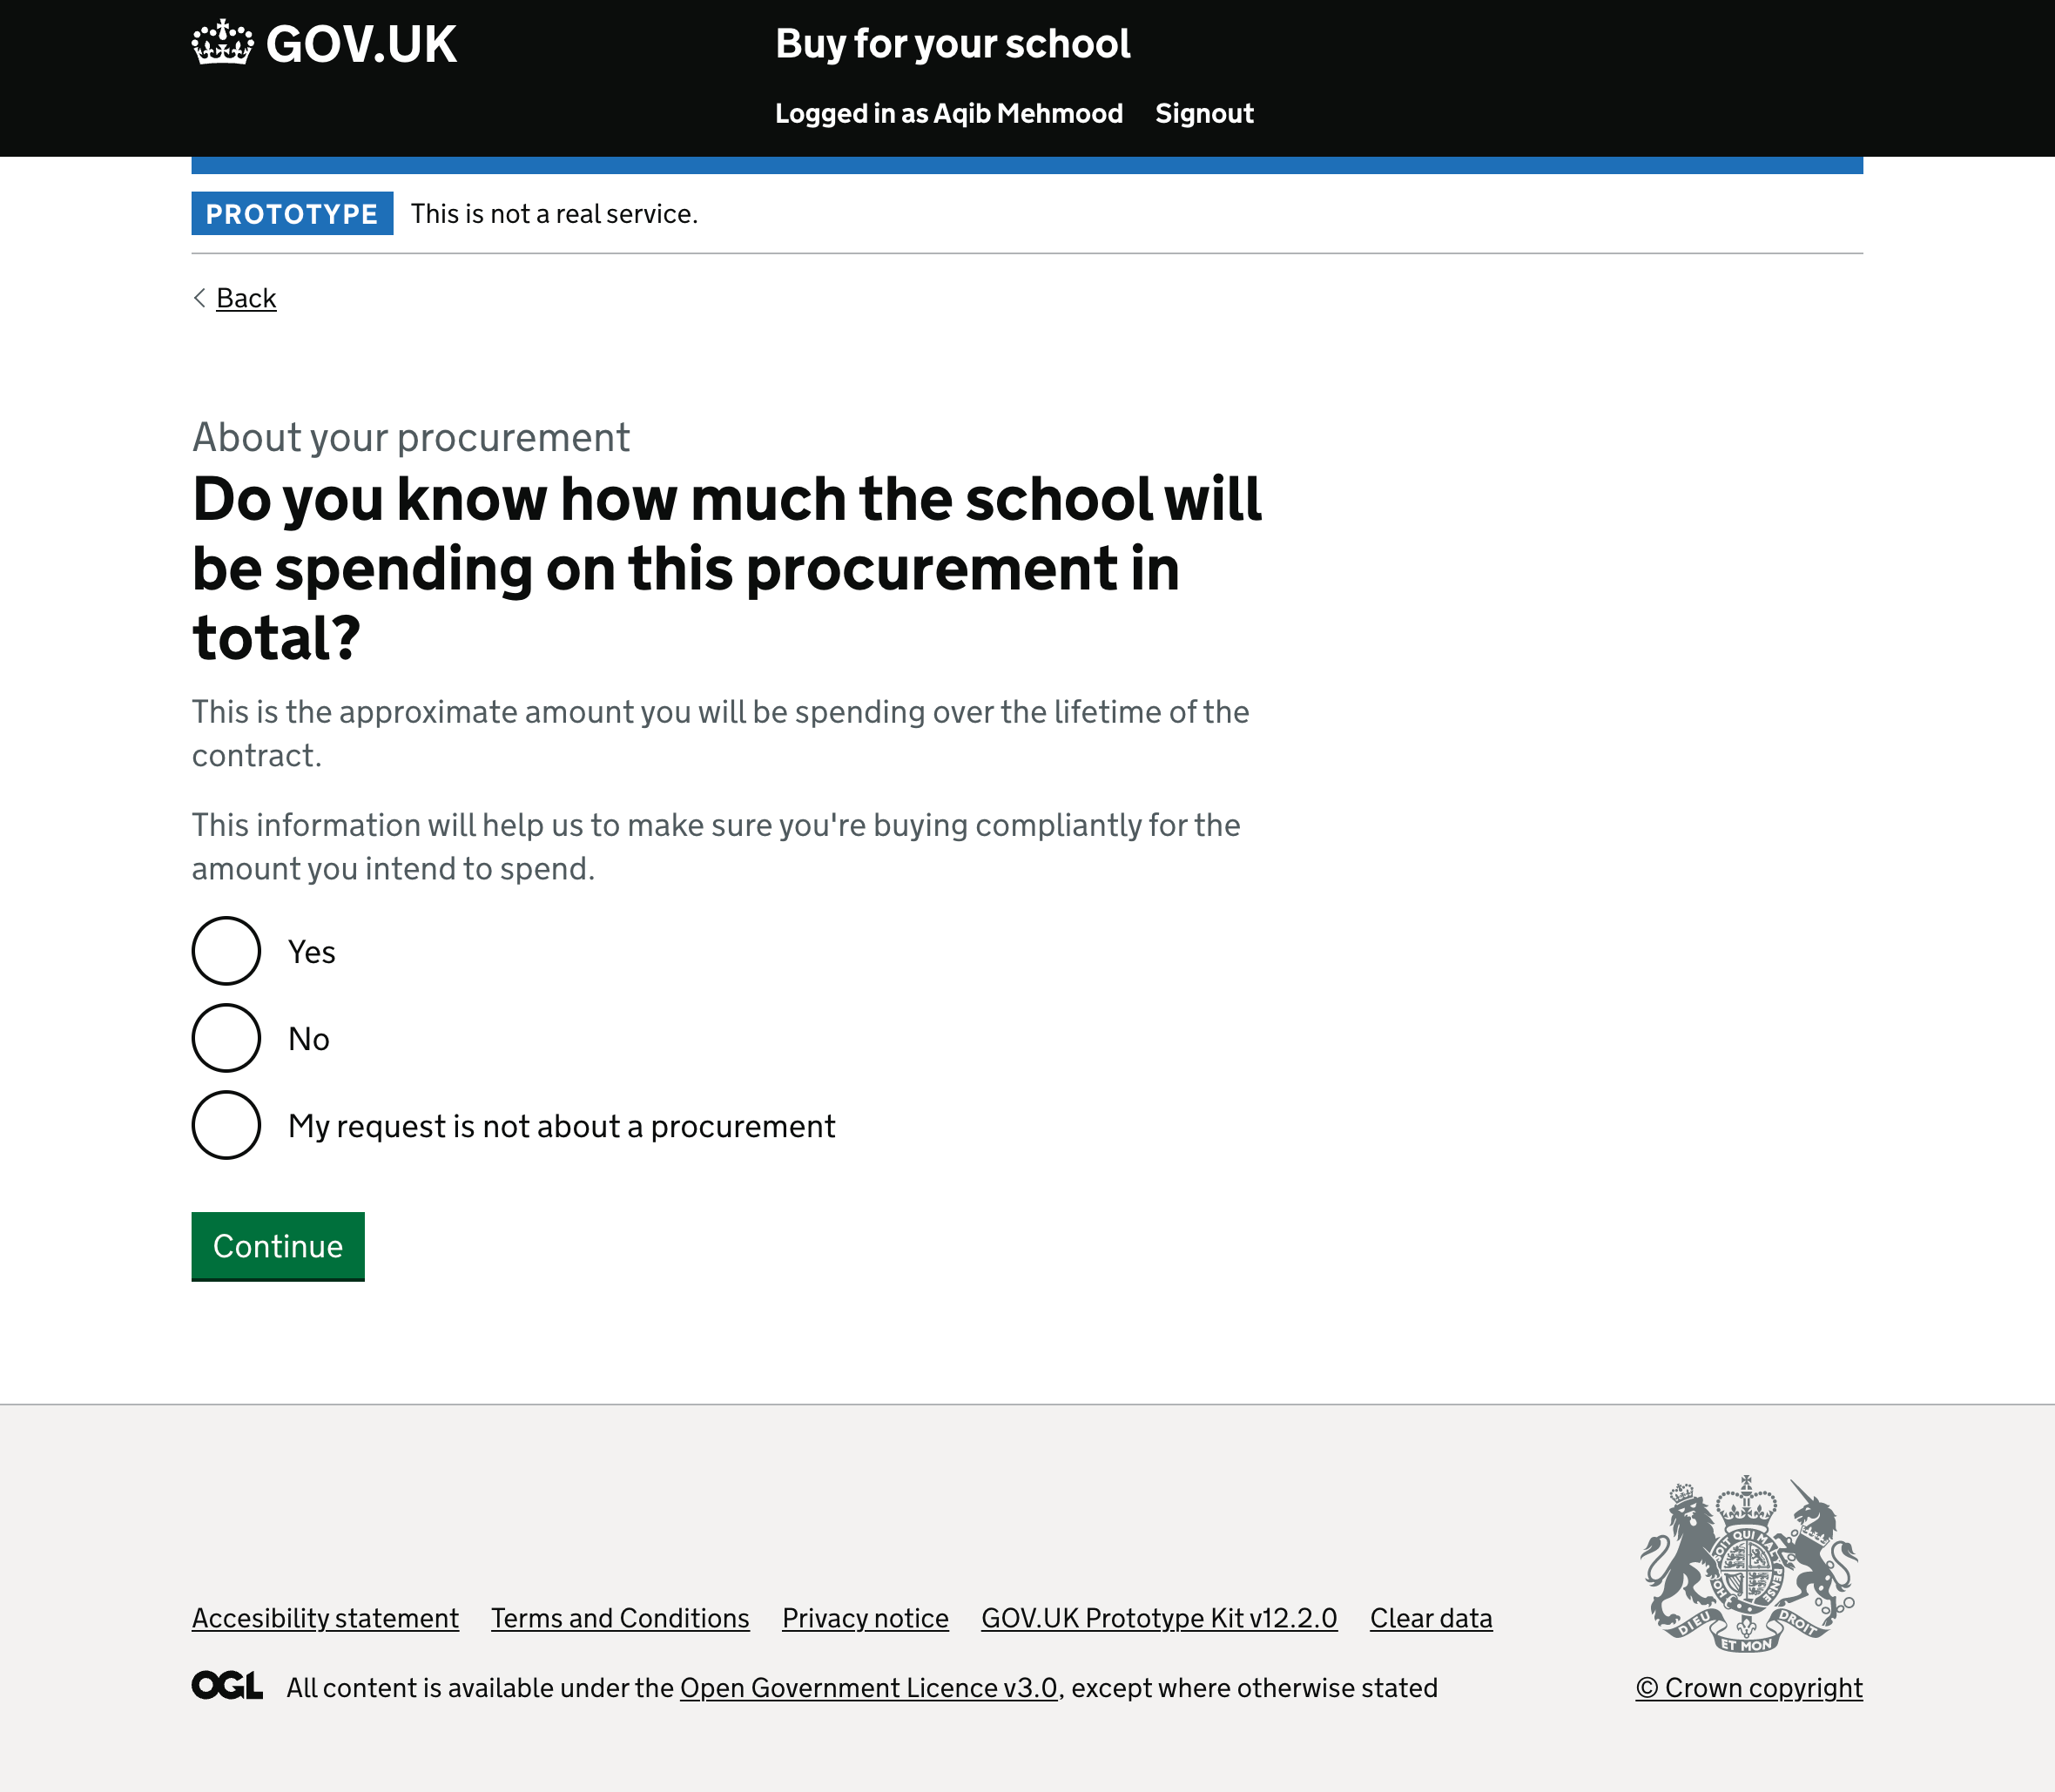 GOV.UK
Buy for your school
Logged in as Aqib Mehmood Signout
PROTOTYPE This is not a real service.
Back
About your procurement
Do you know how much the school will
be spending on this procurement in
total?
This is the approximate amount you will be spending over the lifetime of the
contract.
This information will help us to make sure you're buying compliantly for the
amount you intend to spend.
Yes
No
My request is not about a procurement
Continue
Accesibility statement Terms and Conditions Privacy notice GOV.UK Prototype Kit v12.2.0 Clear data
OGL All content is available under the Open Government Licence v3.0, except where otherwise stated
HONI SOIT QUI MAL Y PENSE
DIEU ET MON DROIT
© Crown copyright